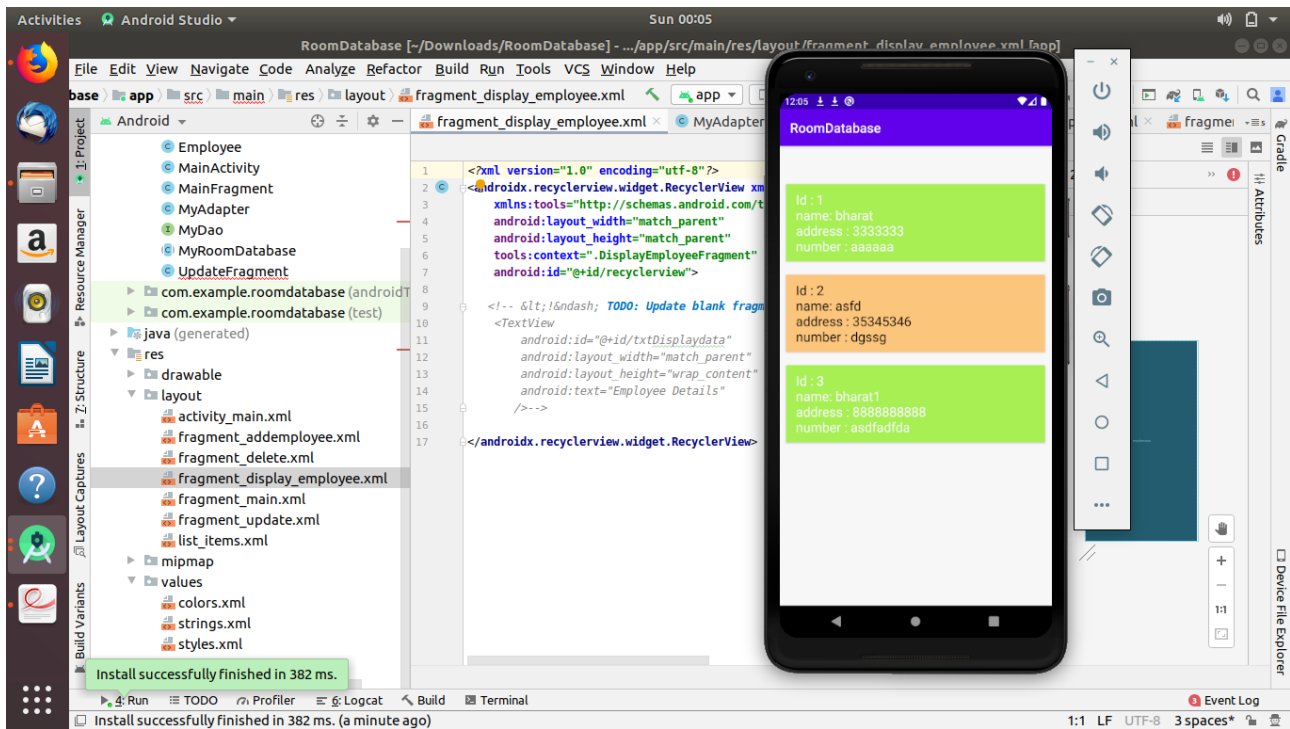 Activities Android Studio Sun 00:05
RoomDatabase [~/Downloads/RoomDatabase] - .../app/src/main/res/layout/fragment_display_employee.xml [app]
File Edit View Navigate Code Analyze Refactor Build Run Tools VCS Window Help
base app src main res layout fragment_display_employee.xml app
Android
fragment_display_employee.xml
MyAdapter
fragme
1: Project
Resource Manager
Z: Structure
Layout Captures
Build Variants
Employee
MainActivity
MainFragment
MyAdapter
MyDao
MyRoomDatabase
UpdateFragment
com.example.roomdatabase (androidT
com.example.roomdatabase (test)
java (generated)
res
drawable
layout
activity_main.xml
fragment_addemployee.xml
fragment_delete.xml
fragment_display_employee.xml
fragment_main.xml
fragment_update.xml
list_items.xml
mipmap
values
colors.xml
strings.xml
styles.xml
1 <?xml version="1.0" encoding="utf-8"?>
2 <androidx.recyclerview.widget.RecyclerView xm
3 xmlns:tools="http://schemas.android.com/t
4 android:layout_width="match_parent"
5 android:layout_height="match_parent"
6 tools:context=".DisplayEmployeeFragment"
7 android:id="@+id/recyclerview">
8
9 <!-- &lt;!&ndash; TODO: Update blank fragm
10 <TextView
11 android:id="@+id/txtDisplaydata"
12 android:layout_width="match_parent"
13 android:layout_height="wrap_content"
14 android:text="Employee Details"
15 />-->
16
17 </androidx.recyclerview.widget.RecyclerView>
12:05
RoomDatabase
Id : 1
name: bharat
address : 3333333
number : aaaaaa
Id : 2
name: asfd
address : 35345346
number : dgssg
Id : 3
name: bharat1
address : 8888888888
number : asdfadfda
Gradle
Attributes
Device File Explorer
1:1
Install successfully finished in 382 ms.
4: Run TODO Profiler 6: Logcat Build Terminal 3 Event Log
Install successfully finished in 382 ms. (a minute ago) 1:1 LF UTF-8 3 spaces*